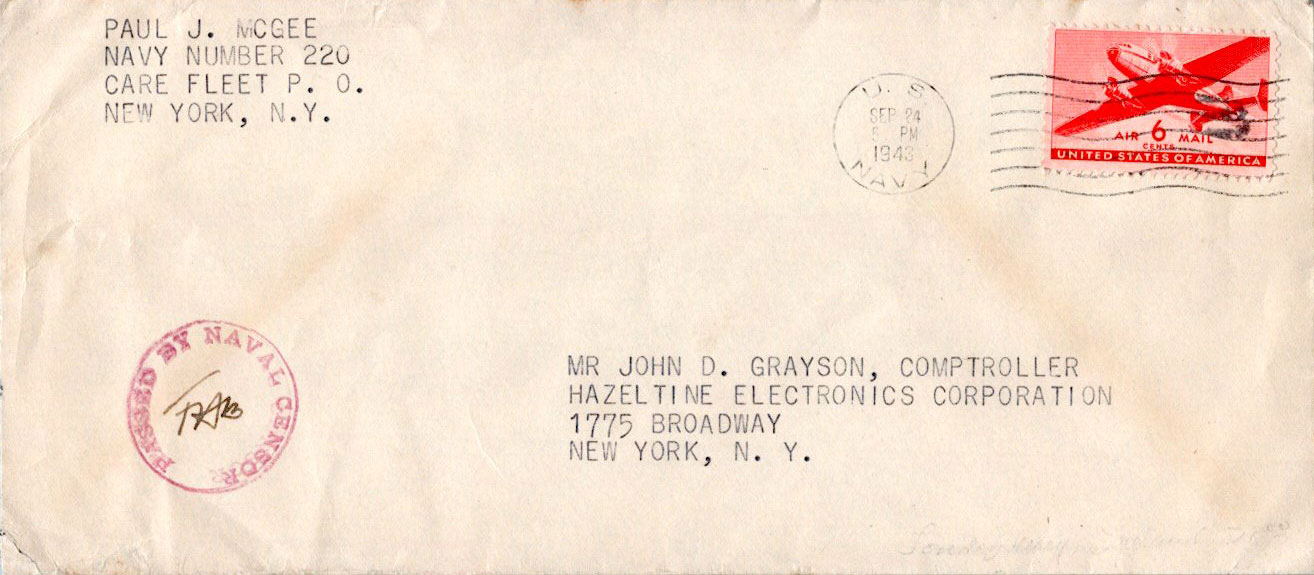 PAUL J. MCGEE
NAVY NUMBER 220
CARE FLEET P. O.
NEW YORK, N.Y.
U. S.
SEP 24
PM
1943
NAVY
AIR 6 MAIL
CENTS
UNITED STATES OF AMERICA
PASSED BY NAVAL CENSOR
MR JOHN D. GRAYSON, COMPTROLLER
HAZELTINE ELECTRONICS CORPORATION
1775 BROADWAY
NEW YORK, N. Y.